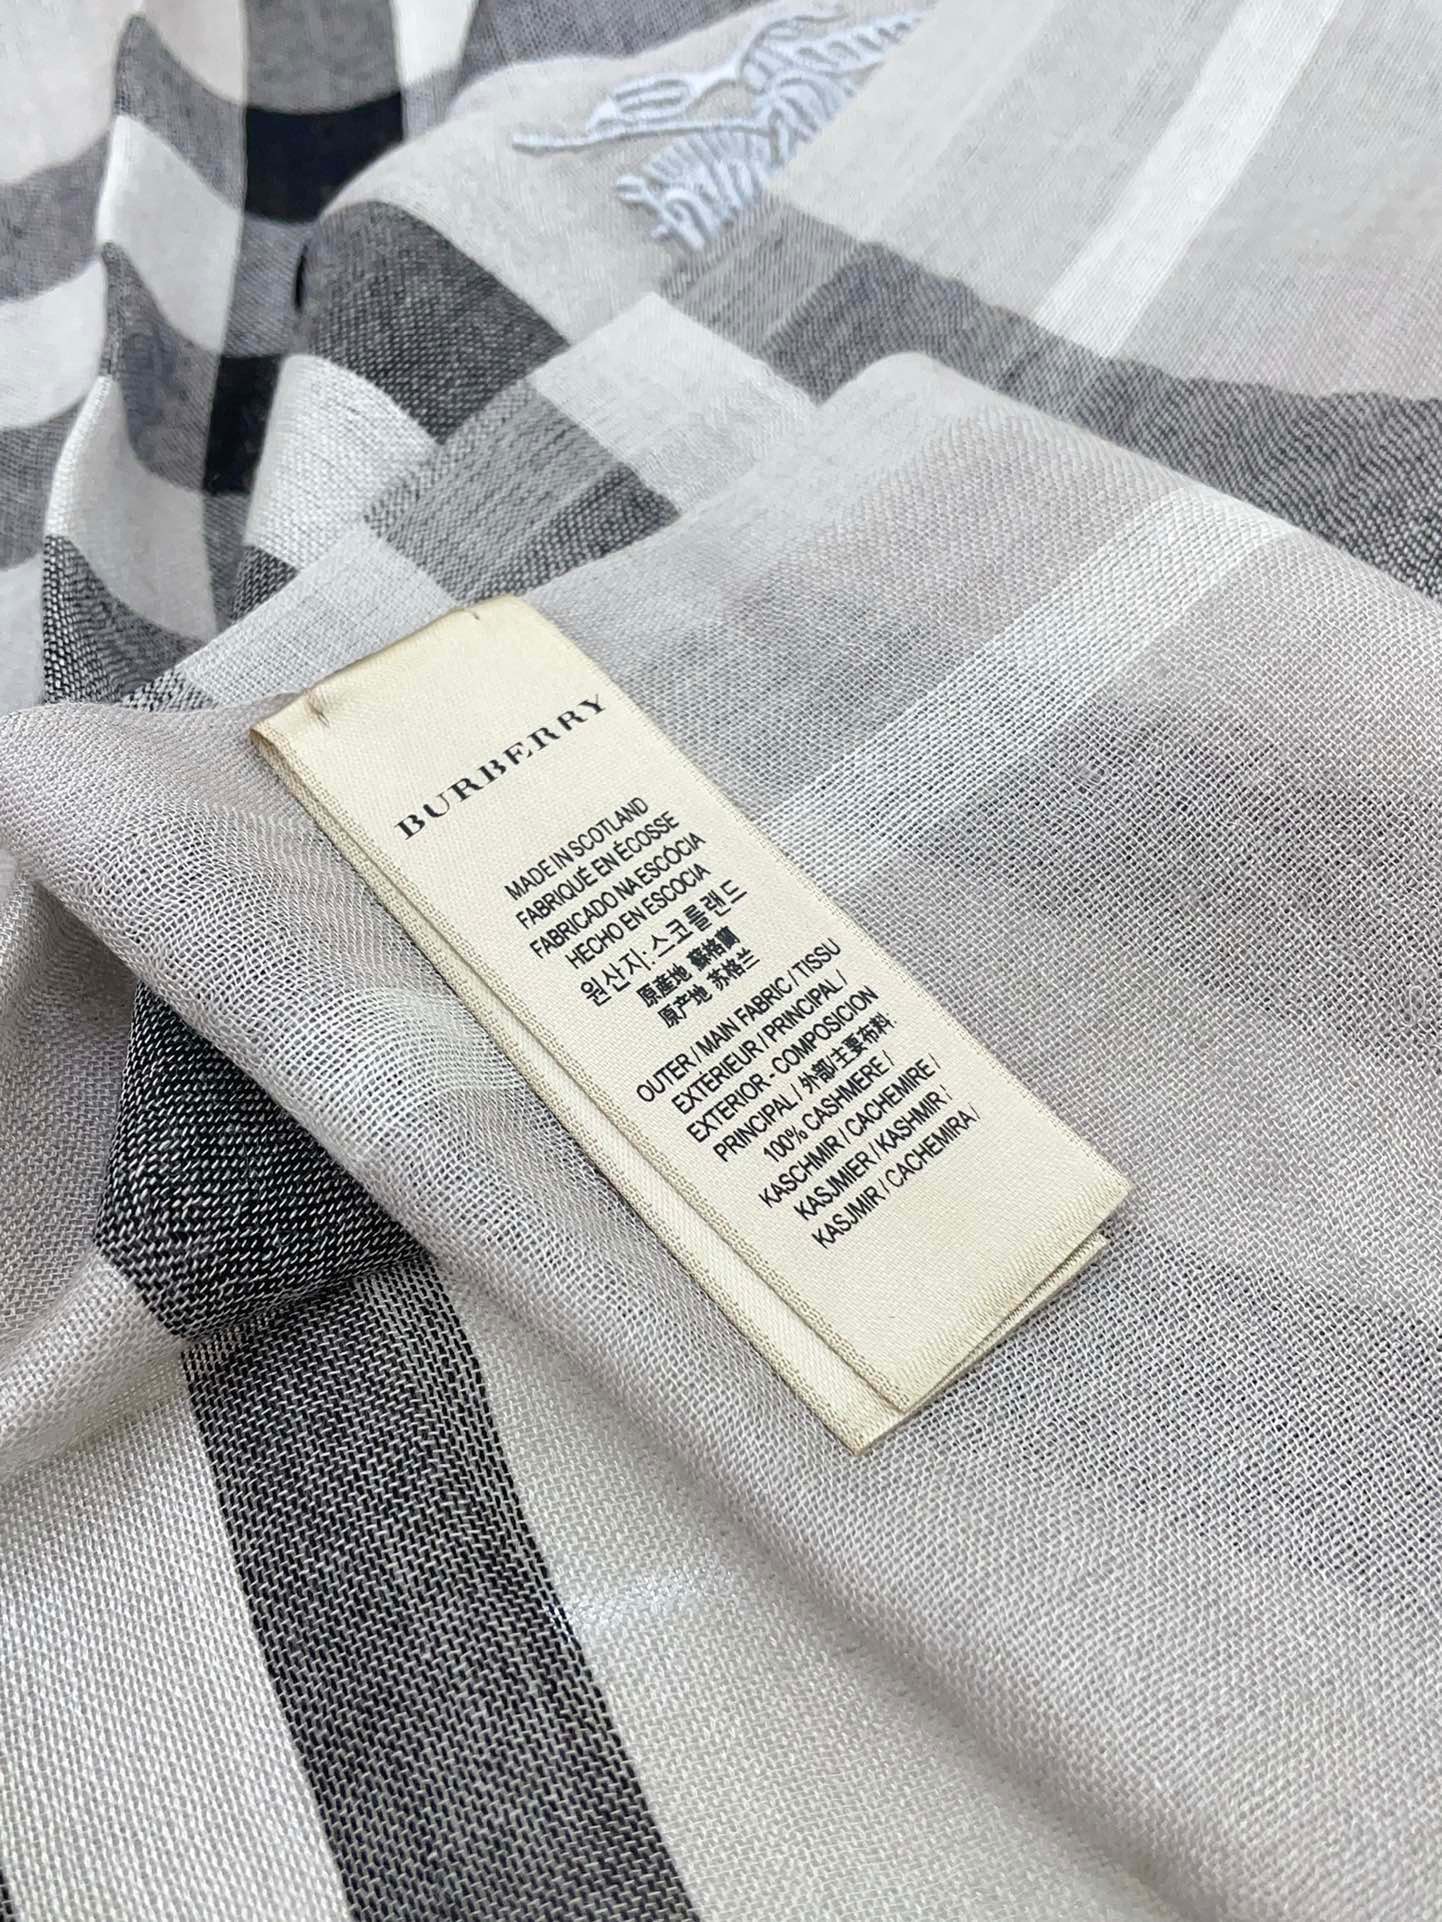 BURBERRY
MADE IN SCOTLAND
FABRIQUÉ EN ÉCOSSE
FABRICADO NA ESCÓCIA
HECHO EN ESCOCIA
원산지: 스코틀랜드
原產地 蘇格蘭
原产地 苏格兰
OUTER / MAIN FABRIC / TISSU
EXTÉRIEUR / PRINCIPAL /
EXTERIOR - COMPOSICION
PRINCIPAL / 外部/主要布料
100% CASHMERE /
KASCHMIR / CACHEMIRE /
KASJMIER / KASHMIR /
KASJMIR / CACHEMIRA /